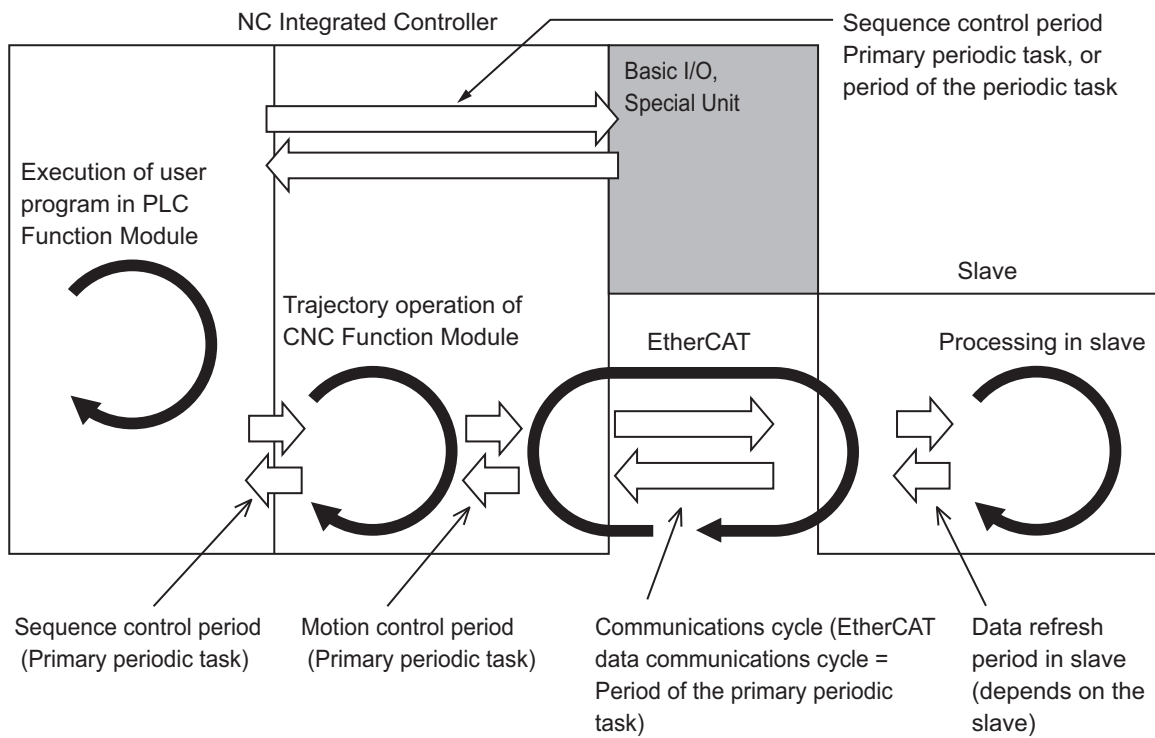 NC Integrated Controller
Sequence control period
Primary periodic task, or
period of the periodic task
Basic I/O,
Special Unit
Execution of user
program in PLC
Function Module
Slave
Trajectory operation of
CNC Function Module
EtherCAT
Processing in slave
Sequence control period
(Primary periodic task)
Motion control period
(Primary periodic task)
Communications cycle (EtherCAT
data communications cycle =
Period of the primary periodic
task)
Data refresh
period in slave
(depends on the
slave)